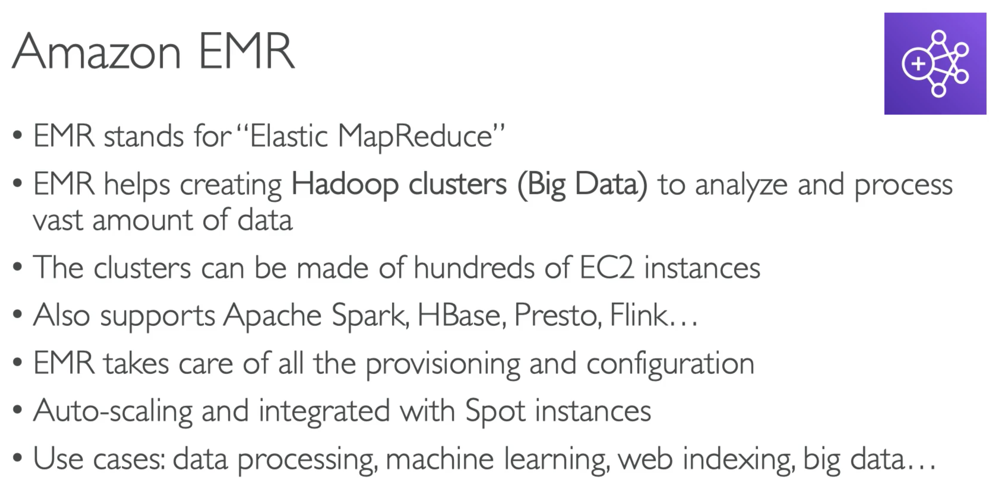 Amazon EMR
• EMR stands for “Elastic MapReduce”
• EMR helps creating Hadoop clusters (Big Data) to analyze and process
vast amount of data
• The clusters can be made of hundreds of EC2 instances
• Also supports Apache Spark, HBase, Presto, Flink…
• EMR takes care of all the provisioning and configuration
• Auto-scaling and integrated with Spot instances
• Use cases: data processing, machine learning, web indexing, big data…